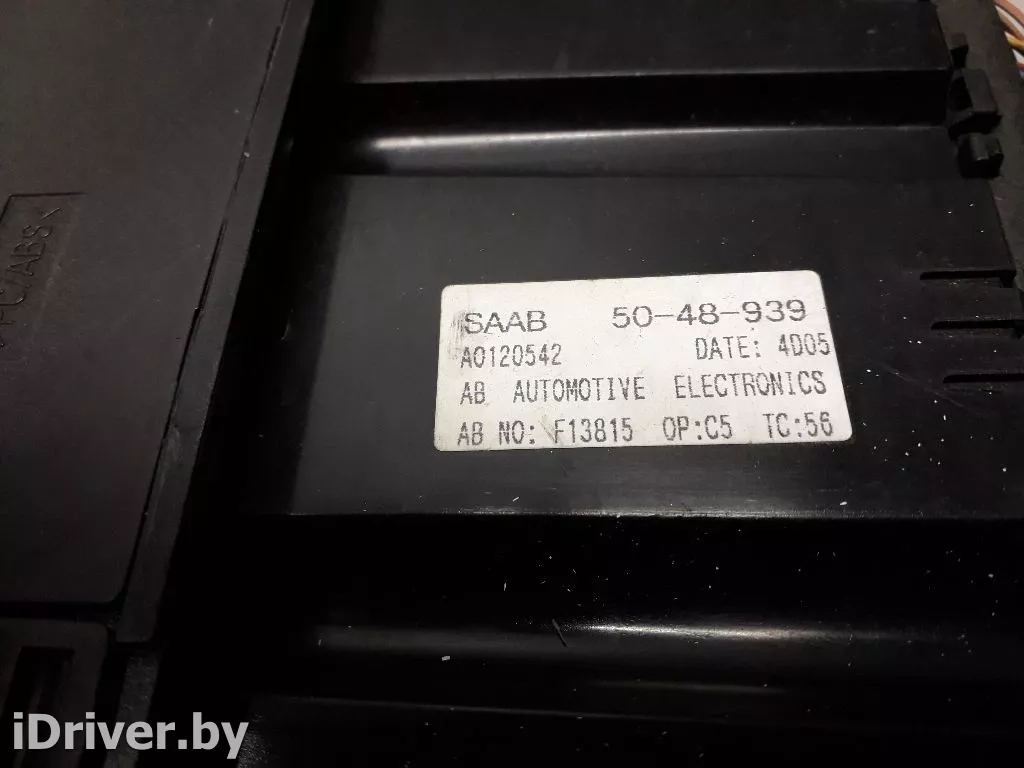 SAAB 50-48-939
A0120542 DATE: 4D05
AB AUTOMOTIVE ELECTRONICS
AB NO: F13815 OP:C5 TC:56
iDriver.by